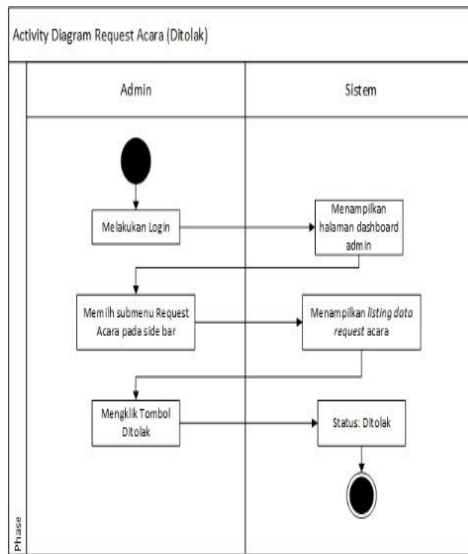 Activity Diagram Request Acara (Ditolak)
Admin
Sistem
Melakukan Login
Menampilkan
halaman dashboard
admin
Memilh submenu Request
Acara pada side bar
Menampilkan listing data
request acara
Mengklik Tombol
Ditolak
Status: Ditolak
Phase